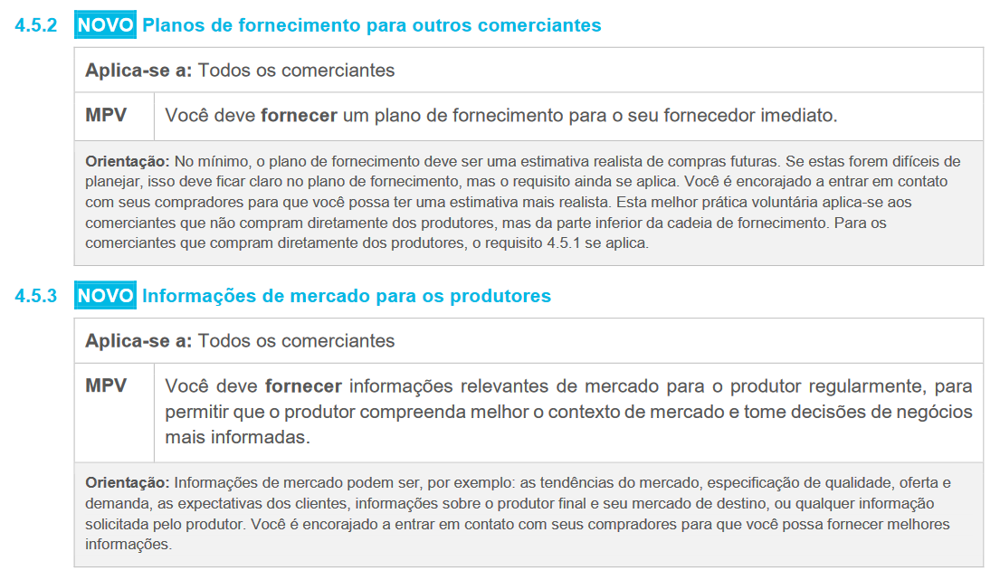 4.5.2 NOVO Planos de fornecimento para outros comerciantes
Aplica-se a: Todos os comerciantes
MPV Você deve fornecer um plano de fornecimento para o seu fornecedor imediato.
Orientação: No mínimo, o plano de fornecimento deve ser uma estimativa realista de compras futuras. Se estas forem difíceis de
planejar, isso deve ficar claro no plano de fornecimento, mas o requisito ainda se aplica. Você é encorajado a entrar em contato
com seus compradores para que você possa ter uma estimativa mais realista. Esta melhor prática voluntária aplica-se aos
comerciantes que não compram diretamente dos produtores, mas da parte inferior da cadeia de fornecimento. Para os
comerciantes que compram diretamente dos produtores, o requisito 4.5.1 se aplica.
4.5.3 NOVO Informações de mercado para os produtores
Aplica-se a: Todos os comerciantes
MPV Você deve fornecer informações relevantes de mercado para o produtor regularmente, para
permitir que o produtor compreenda melhor o contexto de mercado e tome decisões de negócios
mais informadas.
Orientação: Informações de mercado podem ser, por exemplo: as tendências do mercado, especificação de qualidade, oferta e
demanda, as expectativas dos clientes, informações sobre o produtor final e seu mercado de destino, ou qualquer informação
solicitada pelo produtor. Você é encorajado a entrar em contato com seus compradores para que você possa fornecer melhores
informações.